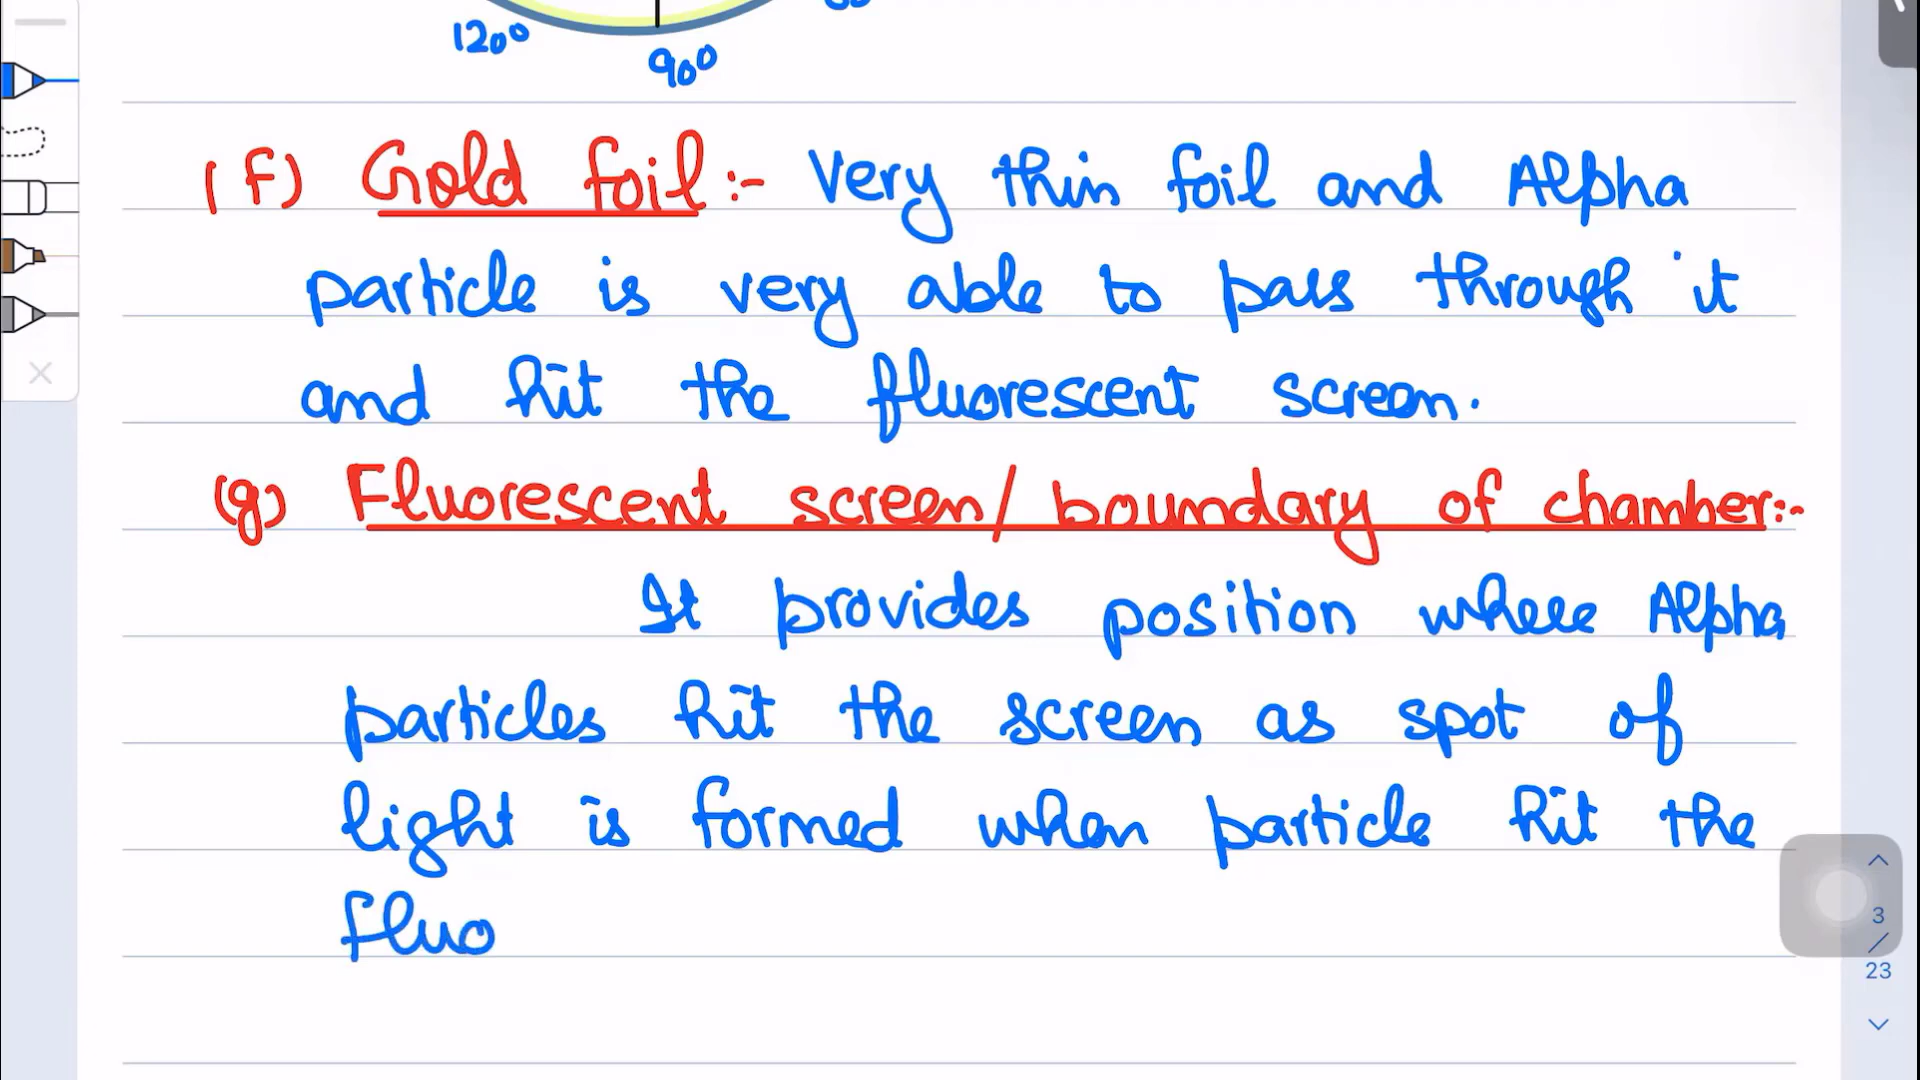 120°
90°
(f) Gold foil:- Very thin foil and Alpha
particle is very able to pass through it
and hit the fluorescent screen.
(g) Fluorescent screen/boundary of chamber:-
It provides position where Alpha
particles hit the screen as spot of
light is formed when particle hit the
fluo
3
/
23